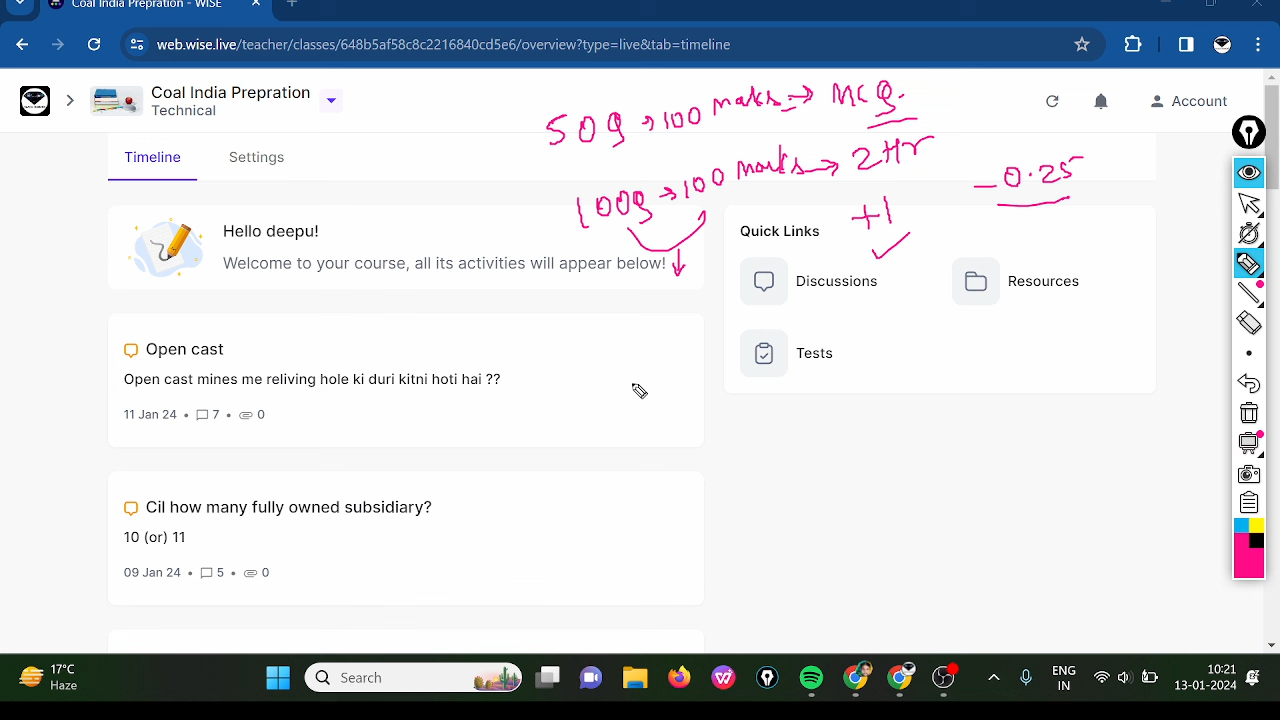 Coal India Prepration - WISE
web.wise.live/teacher/classes/648b5af58c8c2216840cd5e6/overview?type=live&tab=timeline
Coal India Prepration
Technical
Account
50Q → 100 marks → MCQ.
100Q → 100 marks → 2 Hr
+1
- 0.25
Timeline
Settings
Hello deepu!
Welcome to your course, all its activities will appear below!
Quick Links
Discussions
Resources
Tests
Open cast
Open cast mines me reliving hole ki duri kitni hoti hai ??
11 Jan 24 • 7 • 0
Cil how many fully owned subsidiary?
10 (or) 11
09 Jan 24 • 5 • 0
17°C
Haze
Search
ENG
IN
10:21
13-01-2024